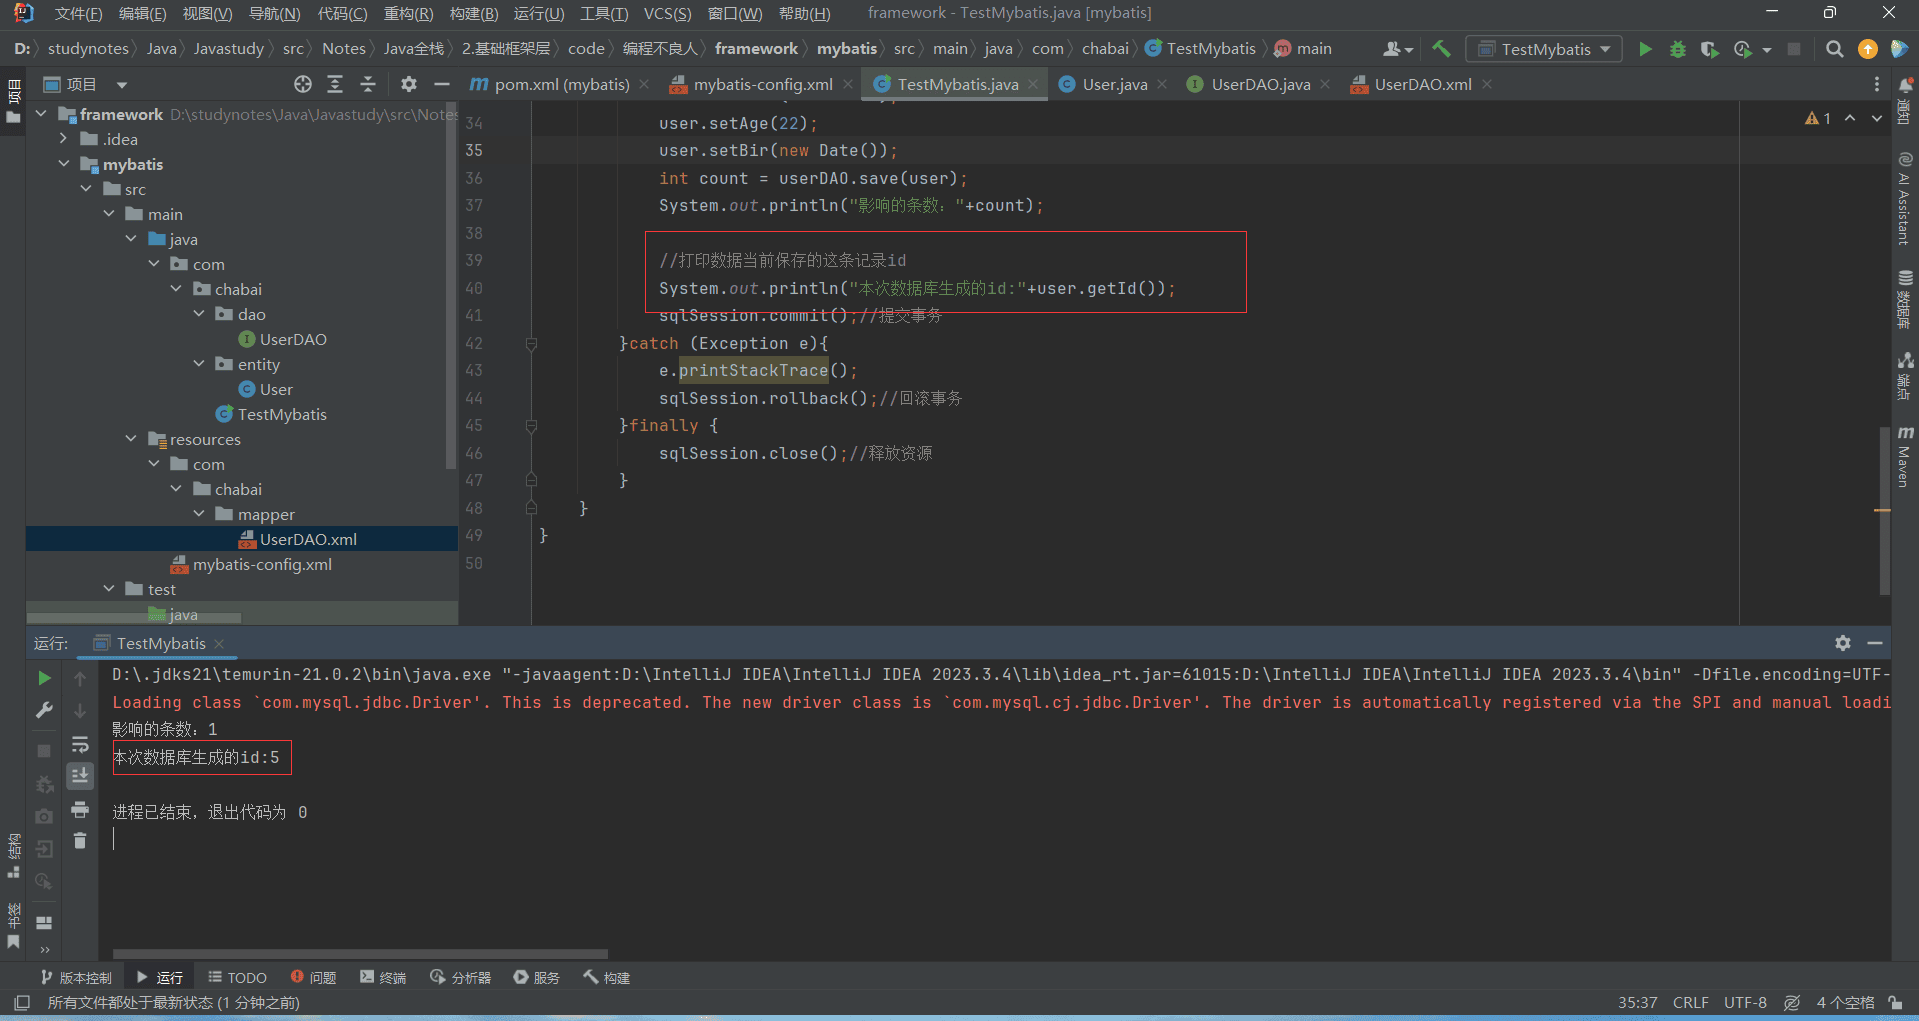 文件(F) 编辑(E) 视图(V) 导航(N) 代码(C) 重构(R) 构建(B) 运行(U) 工具(T) VCS(S) 窗口(W) 帮助(H) framework - TestMybatis.java [mybatis]
D: studynotes Java Javastudy src Notes Java全栈 2.基础框架层 code 编程不良人 framework mybatis src main java com chabai TestMybatis main TestMybatis
项目
pom.xml (mybatis) mybatis-config.xml TestMybatis.java User.java UserDAO.java UserDAO.xml
项目
framework D:\studynotes\Java\Javastudy\src\Notes
.idea
mybatis
src
main
java
com
chabai
dao
UserDAO
entity
User
TestMybatis
resources
com
chabai
mapper
UserDAO.xml
mybatis-config.xml
test
java
34 user.setAge(22);
35 user.setBir(new Date());
36 int count = userDAO.save(user);
37 System.out.println("影响的条数: "+count);
38
39 //打印数据当前保存的这条记录id
40 System.out.println("本次数据库生成的id:"+user.getId());
41 sqlSession.commit();//提交事务
42 }catch (Exception e){
43 e.printStackTrace();
44 sqlSession.rollback();//回滚事务
45 }finally {
46 sqlSession.close();//释放资源
47 }
48 }
49 }
50
1
通知
AI Assistant
数据库
端点
Maven
运行: TestMybatis
D:\.jdks21\temurin-21.0.2\bin\java.exe "-javaagent:D:\IntelliJ IDEA\IntelliJ IDEA 2023.3.4\lib\idea_rt.jar=61015:D:\IntelliJ IDEA\IntelliJ IDEA 2023.3.4\bin" -Dfile.encoding=UTF-
Loading class `com.mysql.jdbc.Driver'. This is deprecated. The new driver class is `com.mysql.cj.jdbc.Driver'. The driver is automatically registered via the SPI and manual loadi
影响的条数: 1
本次数据库生成的id:5
进程已结束，退出代码为 0
结构
书签
版本控制 运行 TODO 问题 终端 分析器 服务 构建
所有文件都处于最新状态 (1 分钟之前) 35:37 CRLF UTF-8 4 个空格